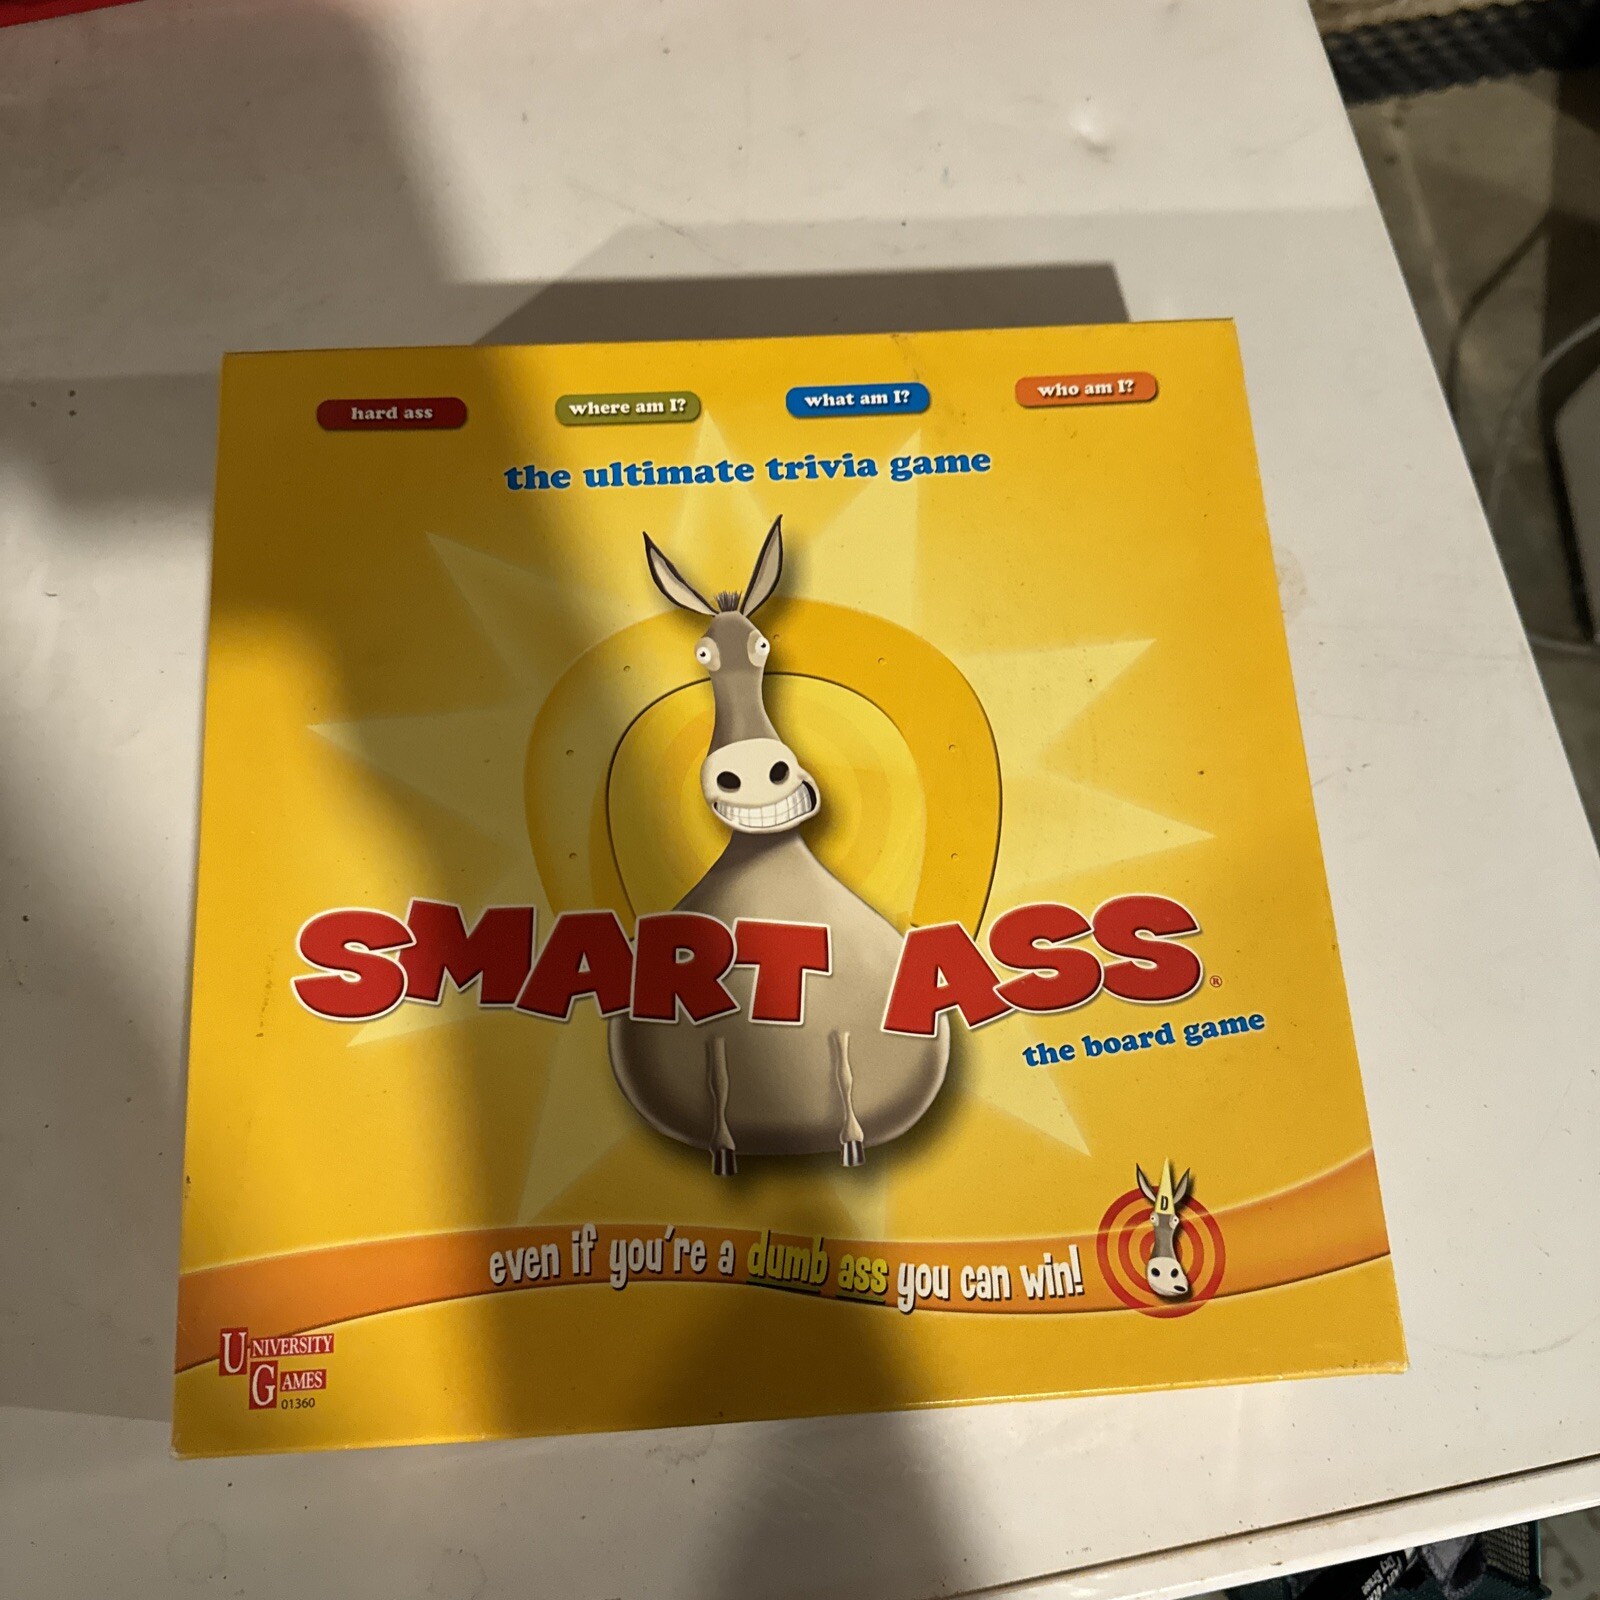 hard ass
where am I?
what am I?
who am I?
the ultimate trivia game
SMART ASS®
the board game
D
even if you're a dumb ass you can win!
UNIVERSITY
GAMES
01360